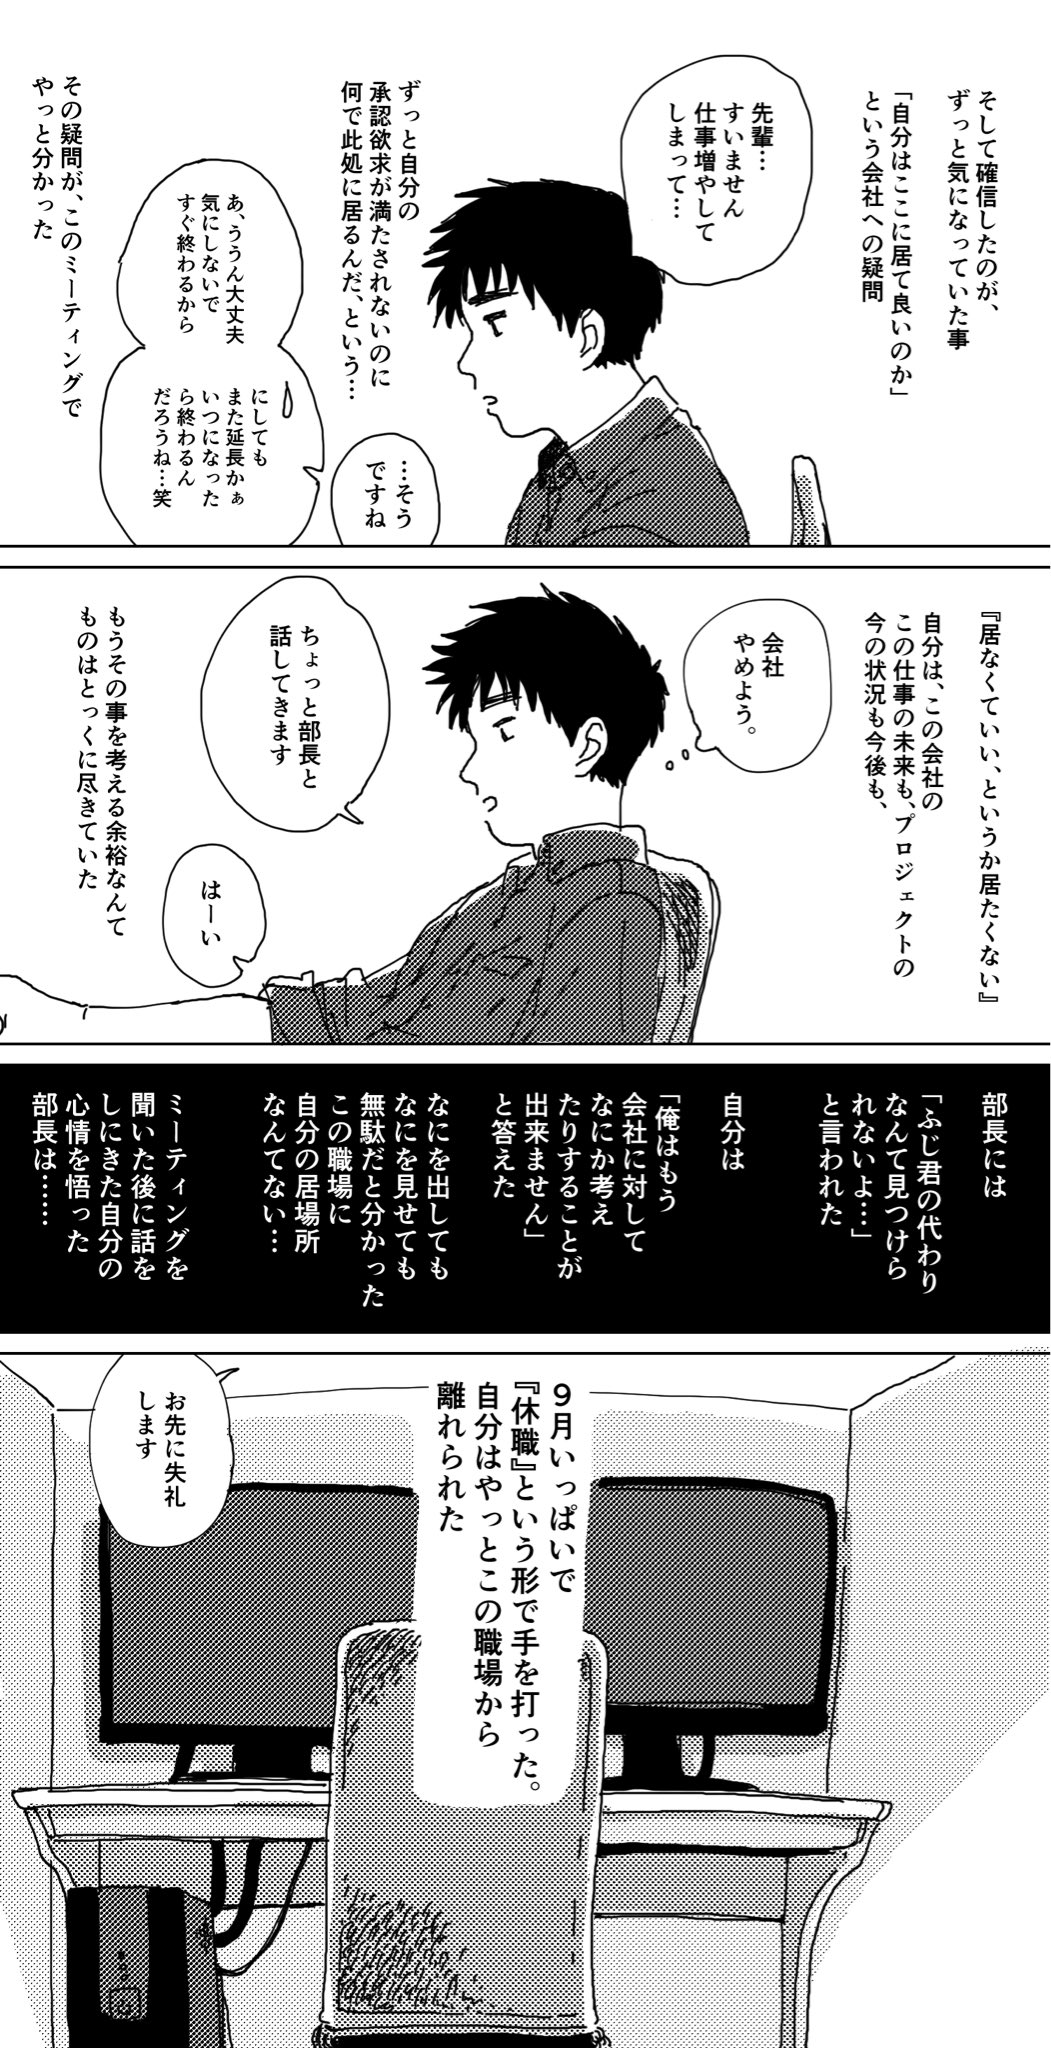 そして確信したのが、
ずっと気になっていた事
「自分はここに居て良いのか」
という会社への疑問
先輩…
すいません
仕事増やして
しまって…
ずっと自分の
承認欲求が満たされないのに
何で此処に居るんだ、という…
…そう
ですね
あ、ううん大丈夫
気にしないで
すぐ終わるから
にしても
また延長かぁ
いつになった
ら終わるん
だろうね…笑
その疑問が、このミーティングで
やっと分かった
『居なくていい、というか居たくない』
自分は、この会社の
この仕事の未来も、プロジェクトの
今の状況も今後も、
会社
やめよう。
ちょっと部長と
話してきます
はーい
もうその事を考える余裕なんて
ものはとっくに尽きていた
部長には
「ふじ君の代わり
なんて見つけら
れないよ…」
と言われた
自分は
「俺はもう
会社に対して
なにか考え
たりすることが
出来ません」
と答えた
なにを出しても
なにを見せても
無駄だと分かった
この職場に
自分の居場所
なんてない…
ミーティングを
聞いた後に話を
しにきた自分の
心情を悟った
部長は……
９月いっぱいで
『休職』という形で手を打った。
自分はやっとこの職場から
離れられた
お先に失礼
します